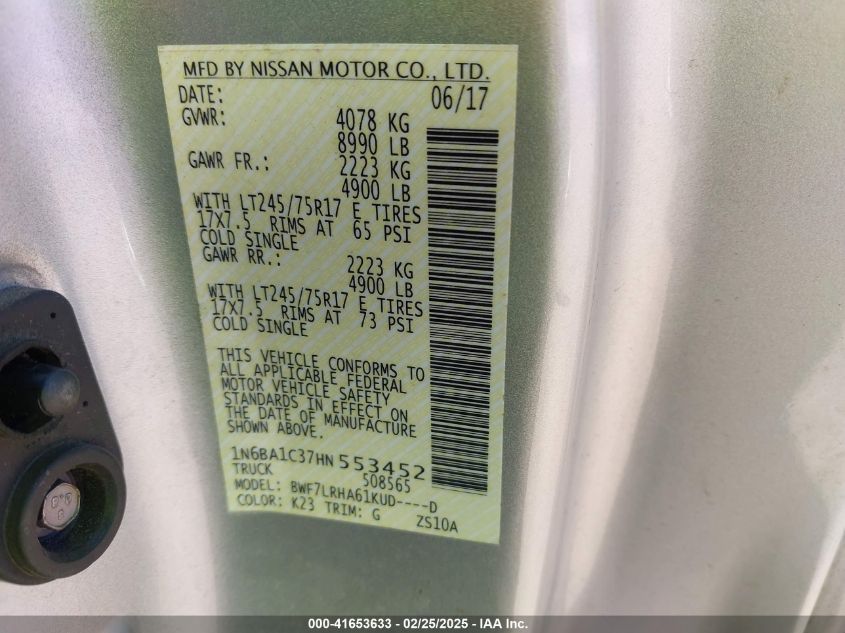 MFD BY NISSAN MOTOR CO., LTD.
DATE: 06/17
GVWR: 4078 KG
8990 LB
GAWR FR.: 2223 KG
4900 LB
WITH LT245/75R17 E TIRES
17X7.5 RIMS AT 65 PSI
COLD SINGLE
GAWR RR.: 2223 KG
4900 LB
WITH LT245/75R17 E TIRES
17X7.5 RIMS AT 73 PSI
COLD SINGLE
THIS VEHICLE CONFORMS TO
ALL APPLICABLE FEDERAL
MOTOR VEHICLE SAFETY
STANDARDS IN EFFECT ON
THE DATE OF MANUFACTURE
SHOWN ABOVE.
1N6BA1C37HN 553452
TRUCK 508565
MODEL: BWF7LRHA61KUD----D
COLOR: K23 TRIM: G ZS10A
000-41653633 / 02/25/2025 - IAA Inc.